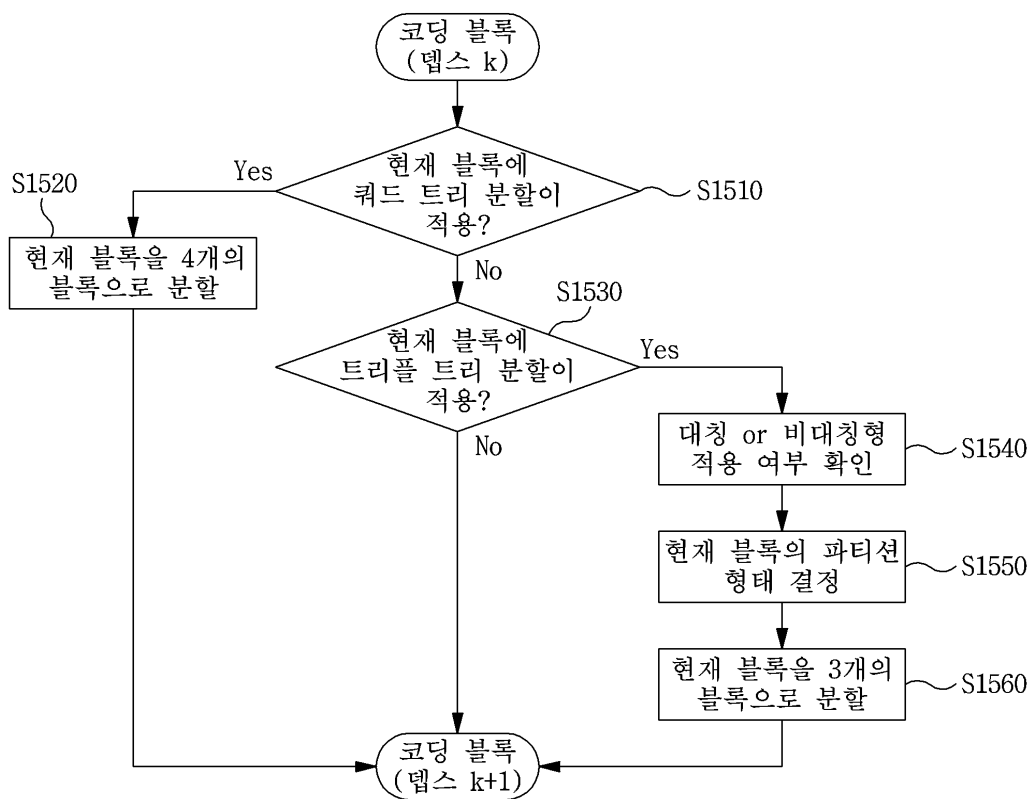 코딩 블록
(뎁스 k)
현재 블록에
쿼드 트리 분할이
적용?
S1510
Yes
S1520
현재 블록을 4개의
블록으로 분할
No
S1530
현재 블록에
트리플 트리 분할이
적용?
Yes
No
대칭 or 비대칭형
적용 여부 확인
S1540
현재 블록의 파티션
형태 결정
S1550
현재 블록을 3개의
블록으로 분할
S1560
코딩 블록
(뎁스 k+1)